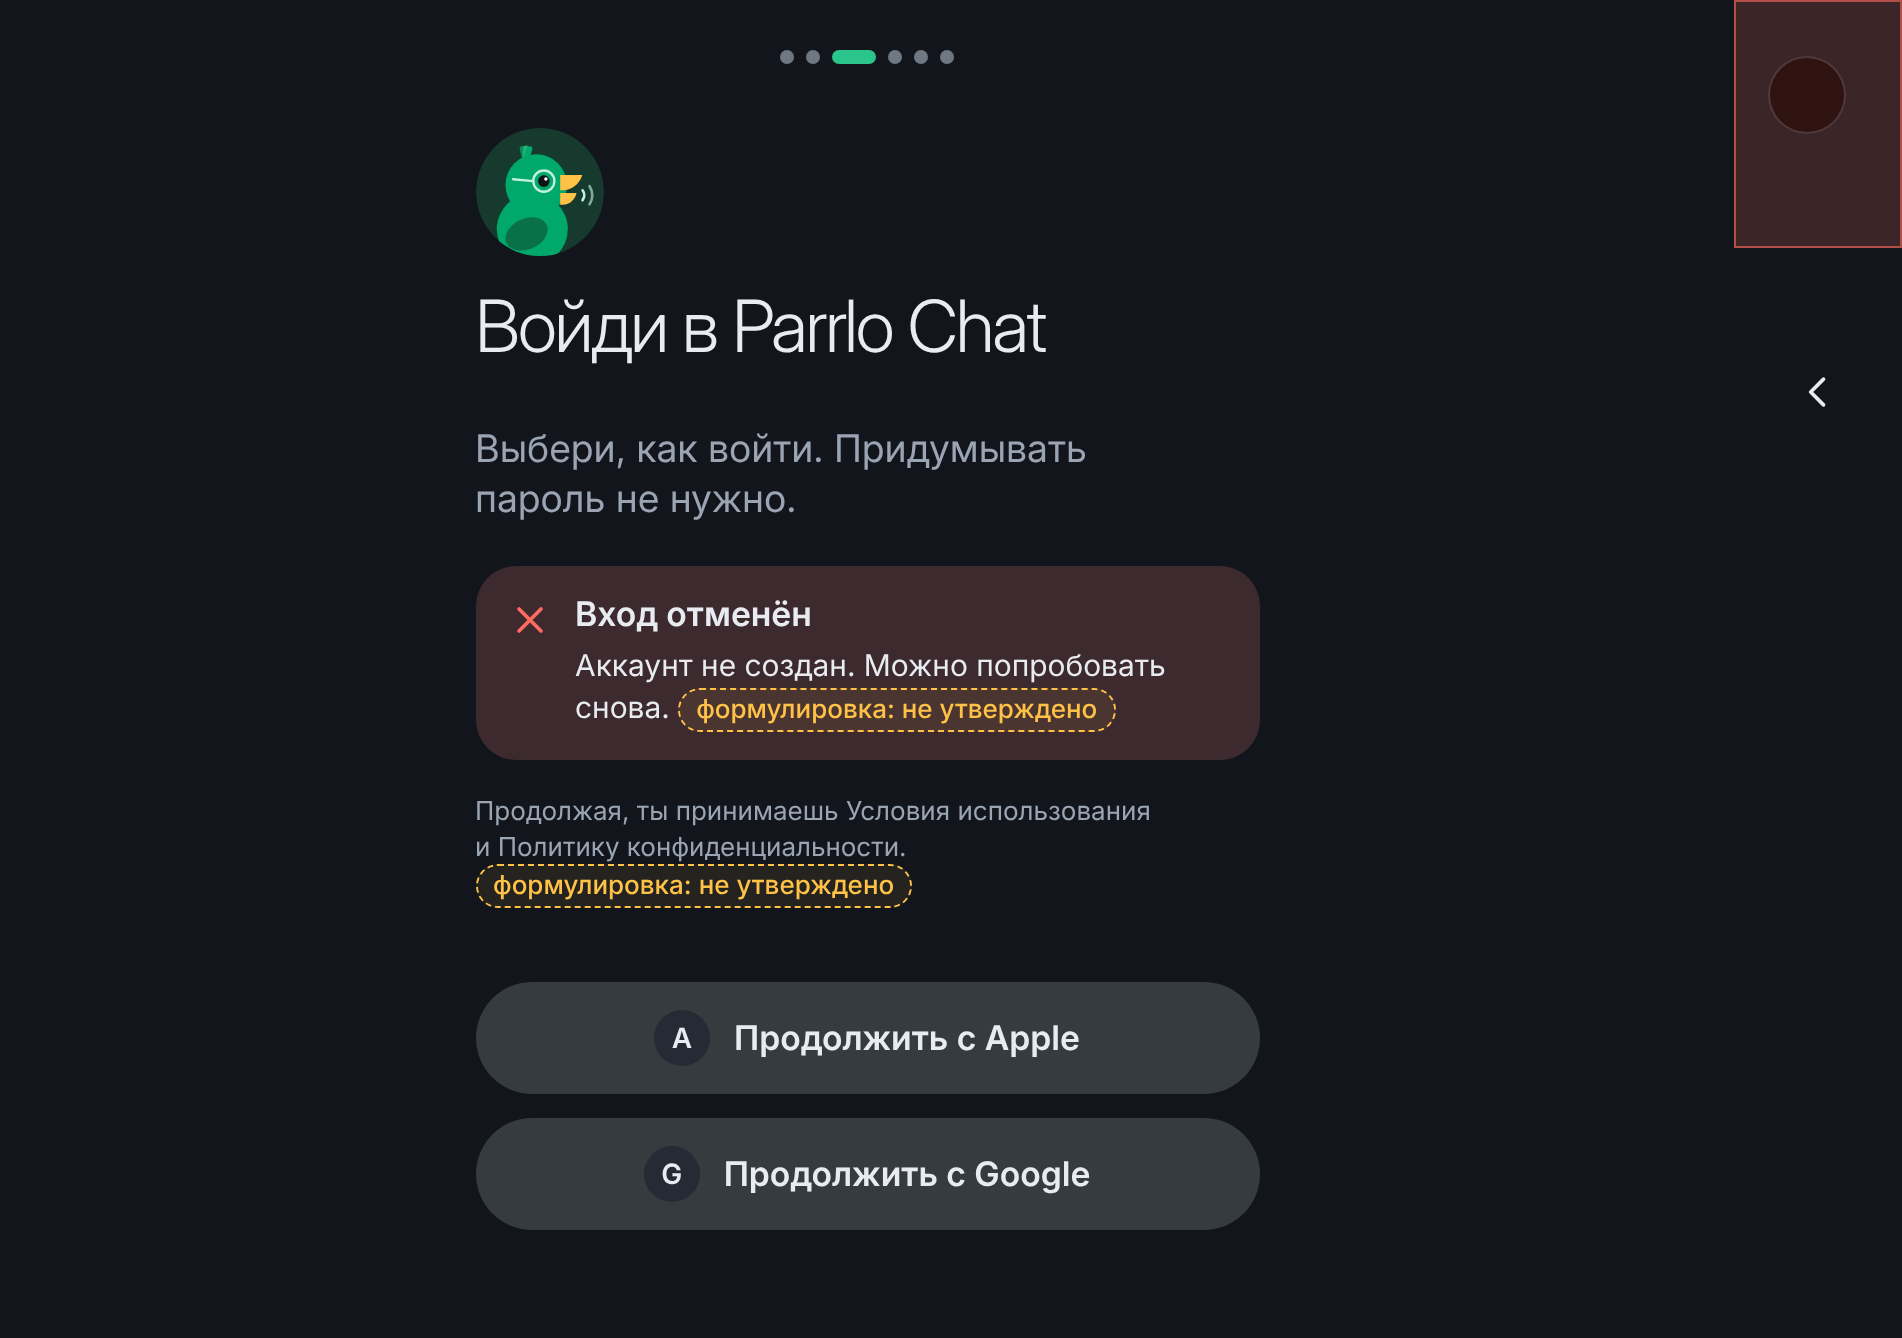 Войди в Parrlo Chat
Выбери, как войти. Придумывать
пароль не нужно.
Вход отменён
Аккаунт не создан. Можно попробовать
снова. формулировка: не утверждено
Продолжая, ты принимаешь Условия использования
и Политику конфиденциальности.
формулировка: не утверждено
A Продолжить с Apple
G Продолжить с Google